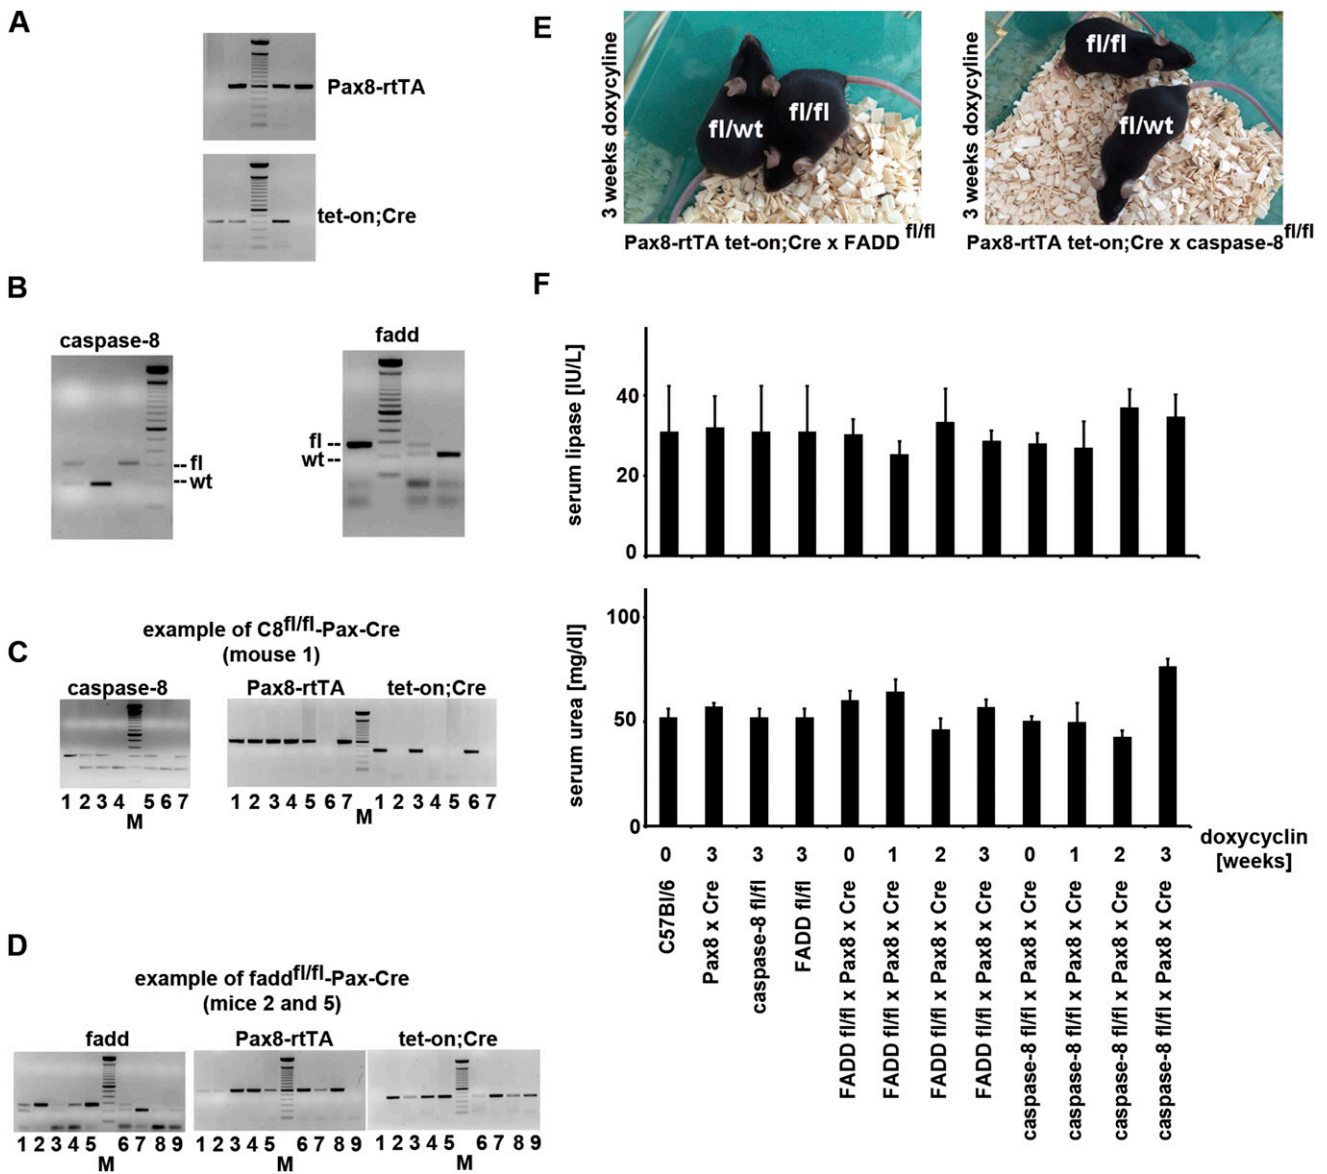 A
Pax8-rtTA
tet-on;Cre
B
caspase-8
fl
wt
fadd
fl
wt
C
example of C8fl/fl-Pax-Cre
(mouse 1)
caspase-8
Pax8-rtTA
tet-on;Cre
1 2 3 4 M 5 6 7
1 2 3 4 5 6 7 M 1 2 3 4 5 6 7
D
example of faddfl/fl-Pax-Cre
(mice 2 and 5)
fadd
Pax8-rtTA
tet-on;Cre
1 2 3 4 5 M 6 7 8 9
1 2 3 4 5 M 6 7 8 9
1 2 3 4 5 M 6 7 8 9
E
3 weeks doxycyline
fl/wt
fl/fl
Pax8-rtTA tet-on;Cre x FADD fl/fl
3 weeks doxycyline
fl/fl
fl/wt
Pax8-rtTA tet-on;Cre x caspase-8fl/fl
F
serum lipase [IU/L]
40
20
0
serum urea [mg/dl]
100
50
0
0 3 3 3 0 1 2 3 0 1 2 3
doxycyclin
[weeks]
C57Bl/6
Pax8 x Cre
caspase-8 fl/fl
FADD fl/fl
FADD fl/fl x Pax8 x Cre
FADD fl/fl x Pax8 x Cre
FADD fl/fl x Pax8 x Cre
FADD fl/fl x Pax8 x Cre
caspase-8 fl/fl x Pax8 x Cre
caspase-8 fl/fl x Pax8 x Cre
caspase-8 fl/fl x Pax8 x Cre
caspase-8 fl/fl x Pax8 x Cre